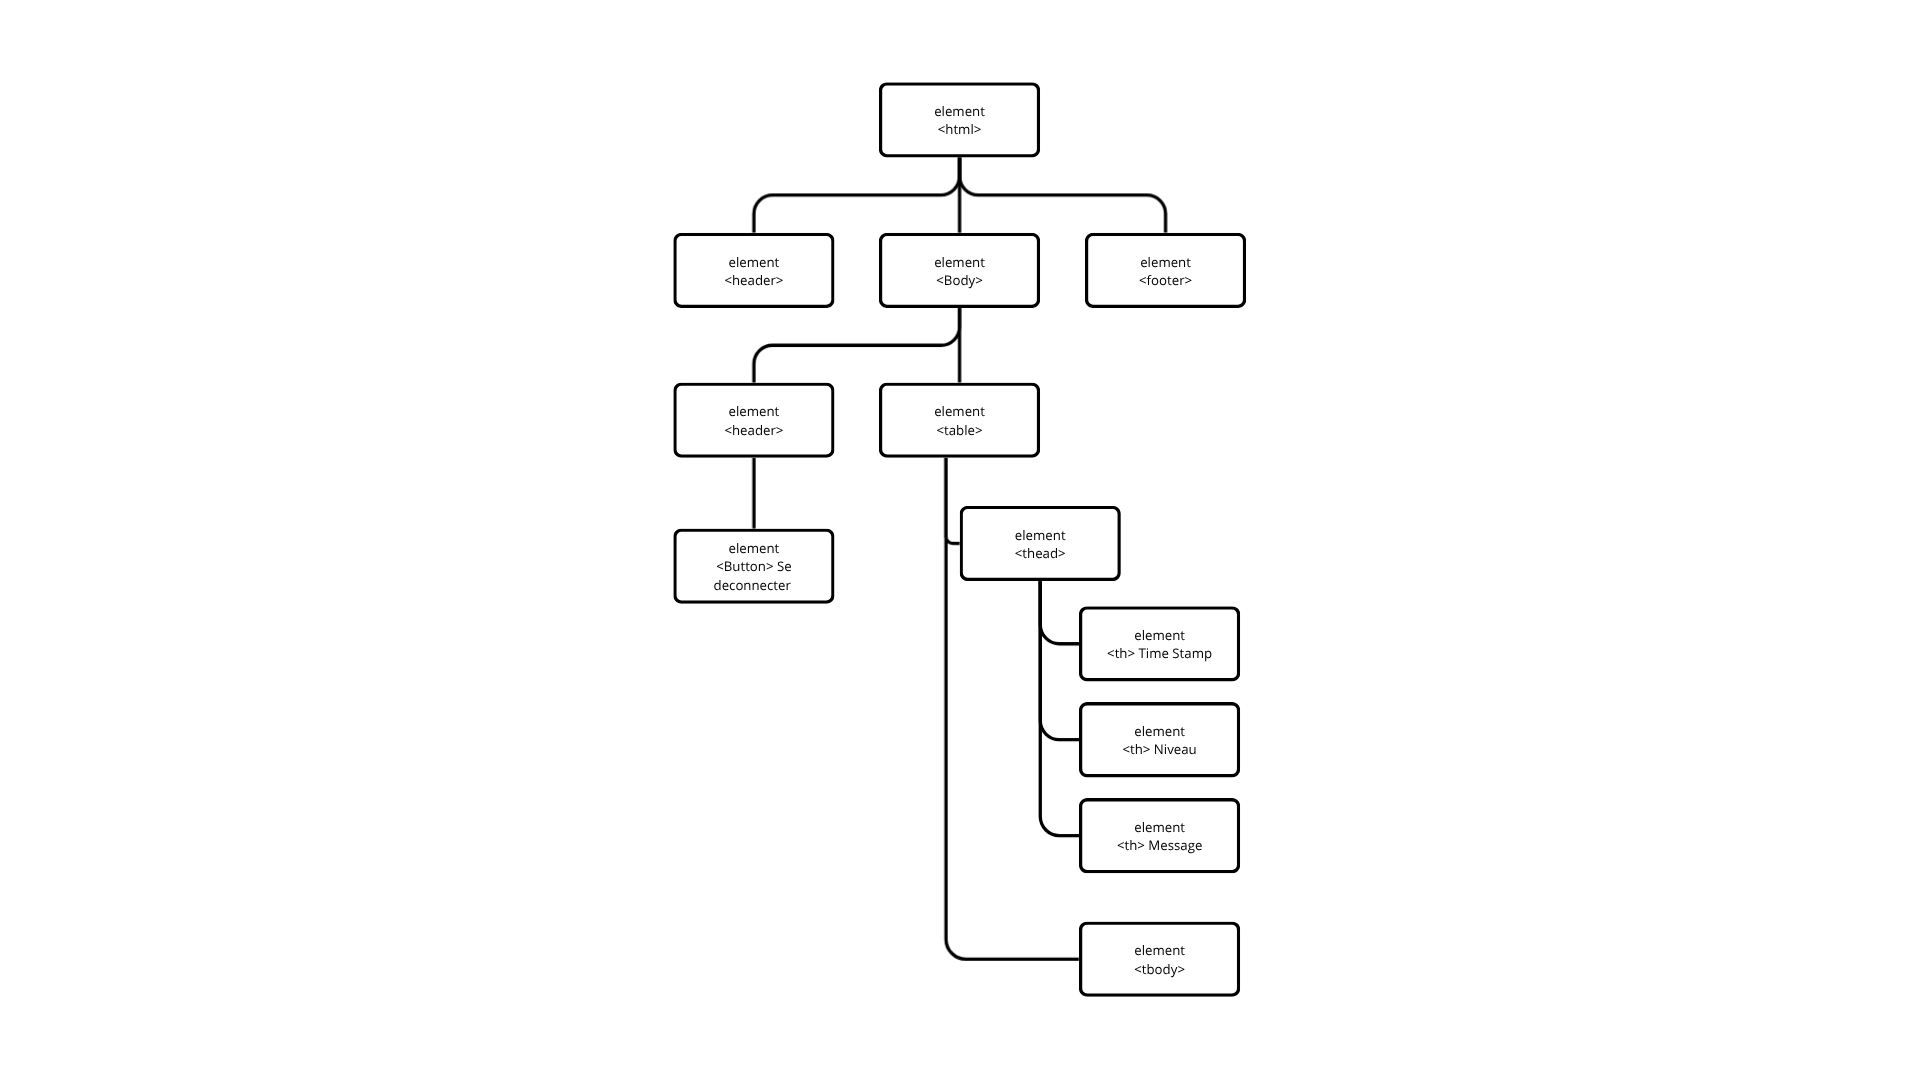 element
<html>
element
<header>
element
<Body>
element
<footer>
element
<header>
element
<table>
element
<Button> Se
deconnecter
element
<thead>
element
<th> Time Stamp
element
<th> Niveau
element
<th> Message
element
<tbody>